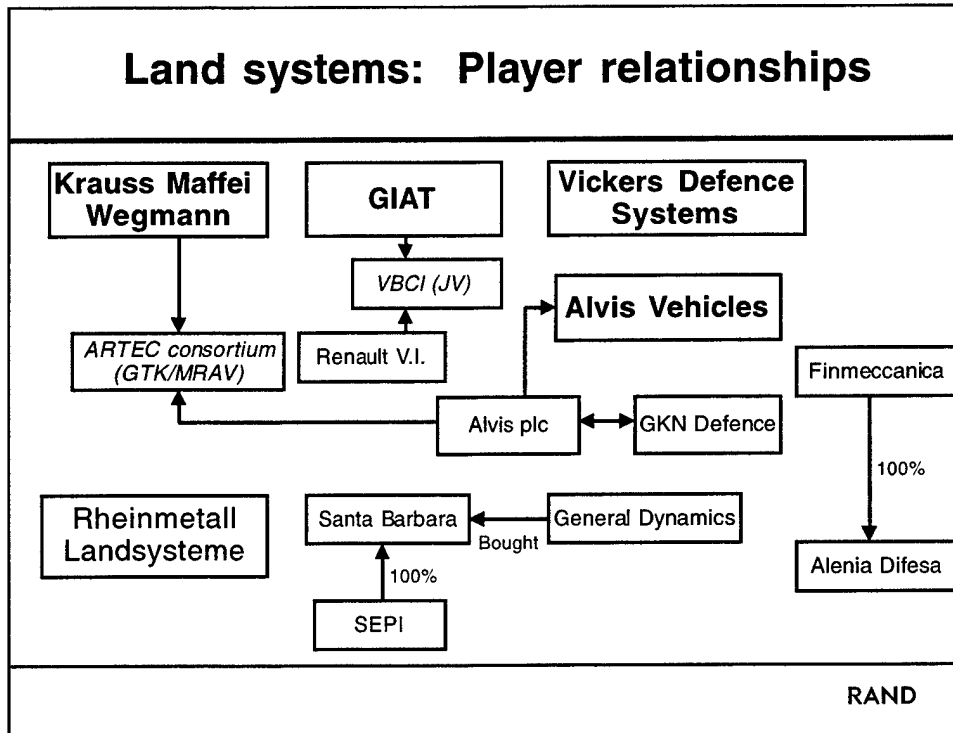 Land systems: Player relationships
Krauss Maffei
Wegmann
GIAT
Vickers Defence
Systems
VBCI (JV)
Alvis Vehicles
ARTEC consortium
(GTK/MRAV)
Renault V.I.
Finmeccanica
Alvis plc
GKN Defence
100%
Rheinmetall
Landsysteme
Santa Barbara
General Dynamics
Bought
Alenia Difesa
100%
SEPI
RAND